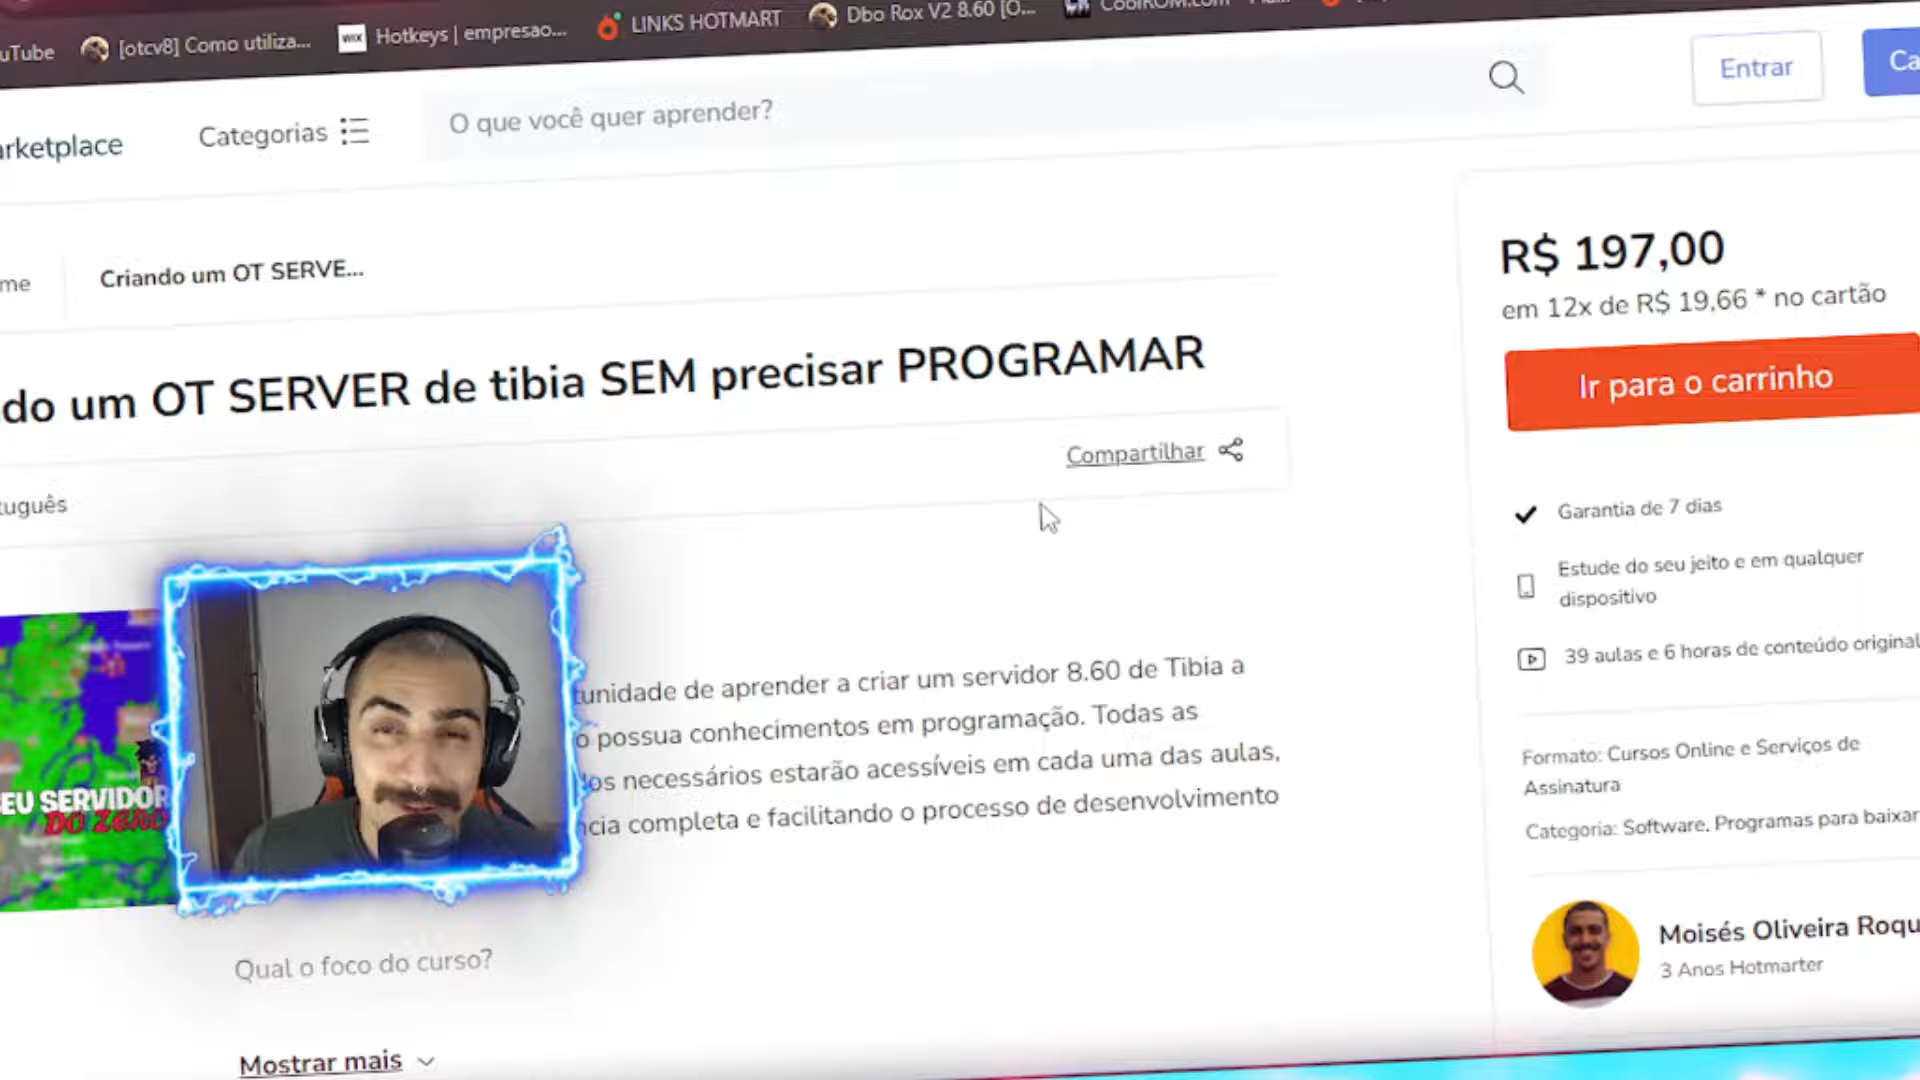 uTube
[otcv8] Como utiliza...
WIX Hotkeys | empresao...
LINKS HOTMART
Dbo Rox V2 8.60 [O...
CoolROM.com
arketplace
Categorias
O que você quer aprender?
Entrar
Ca
me
Criando um OT SERVE...
do um OT SERVER de tibia SEM precisar PROGRAMAR
Compartilhar
tuguês
EU SERVIDOR
DO ZERO
tunidade de aprender a criar um servidor 8.60 de Tibia a
o possua conhecimentos em programação. Todas as
os necessários estarão acessíveis em cada uma das aulas,
ncia completa e facilitando o processo de desenvolvimento
Qual o foco do curso?
Mostrar mais
R$ 197,00
em 12x de R$ 19,66 * no cartão
Ir para o carrinho
Garantia de 7 dias
Estude do seu jeito e em qualquer
dispositivo
39 aulas e 6 horas de conteúdo original
Formato: Cursos Online e Serviços de
Assinatura
Categoria: Software, Programas para baixar
Moisés Oliveira Roqu
3 Anos Hotmarter